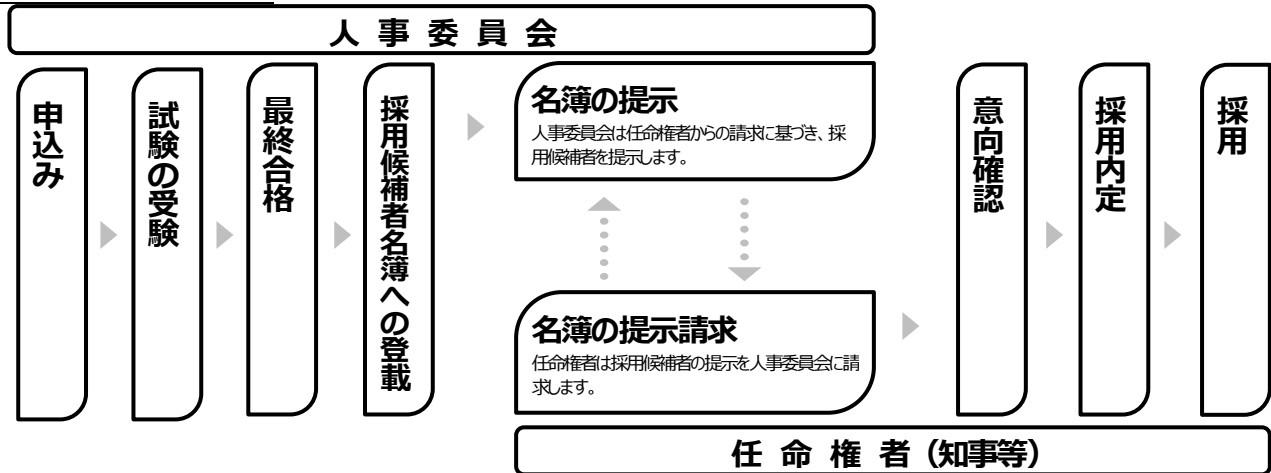 人事委員会
申込み
試験の受験
最終合格
採用候補者名簿への登載
名簿の提示
人事委員会は任命権者からの請求に基づき、採
用候補者を提示します。
名簿の提示請求
任命権者は採用候補者の提示を人事委員会に請
求します。
意向確認
採用内定
採用
任命権者（知事等）